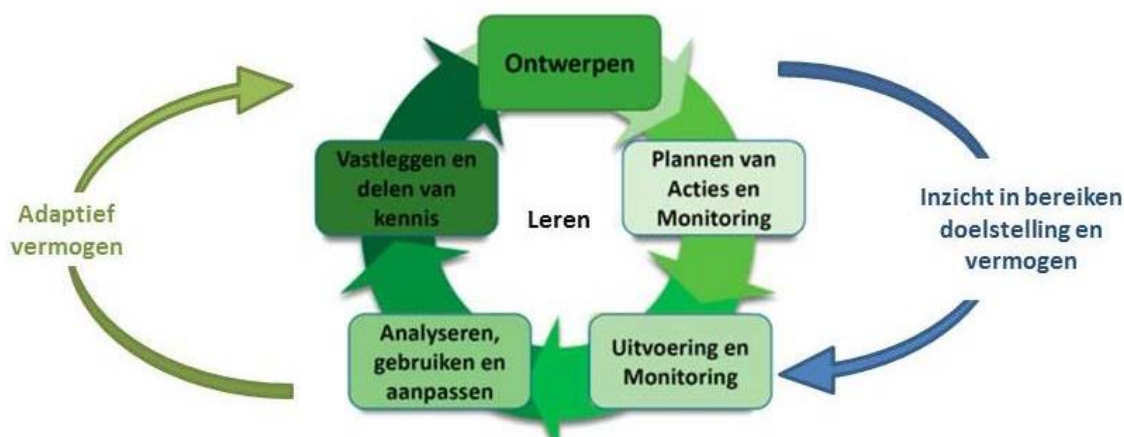 Ontwerpen
Plannen van
Acties en
Monitoring
Uitvoering en
Monitoring
Analyseren,
gebruiken en
aanpassen
Vastleggen en
delen van
kennis
Leren
Adaptief
vermogen
Inzicht in bereiken
doelstelling en
vermogen